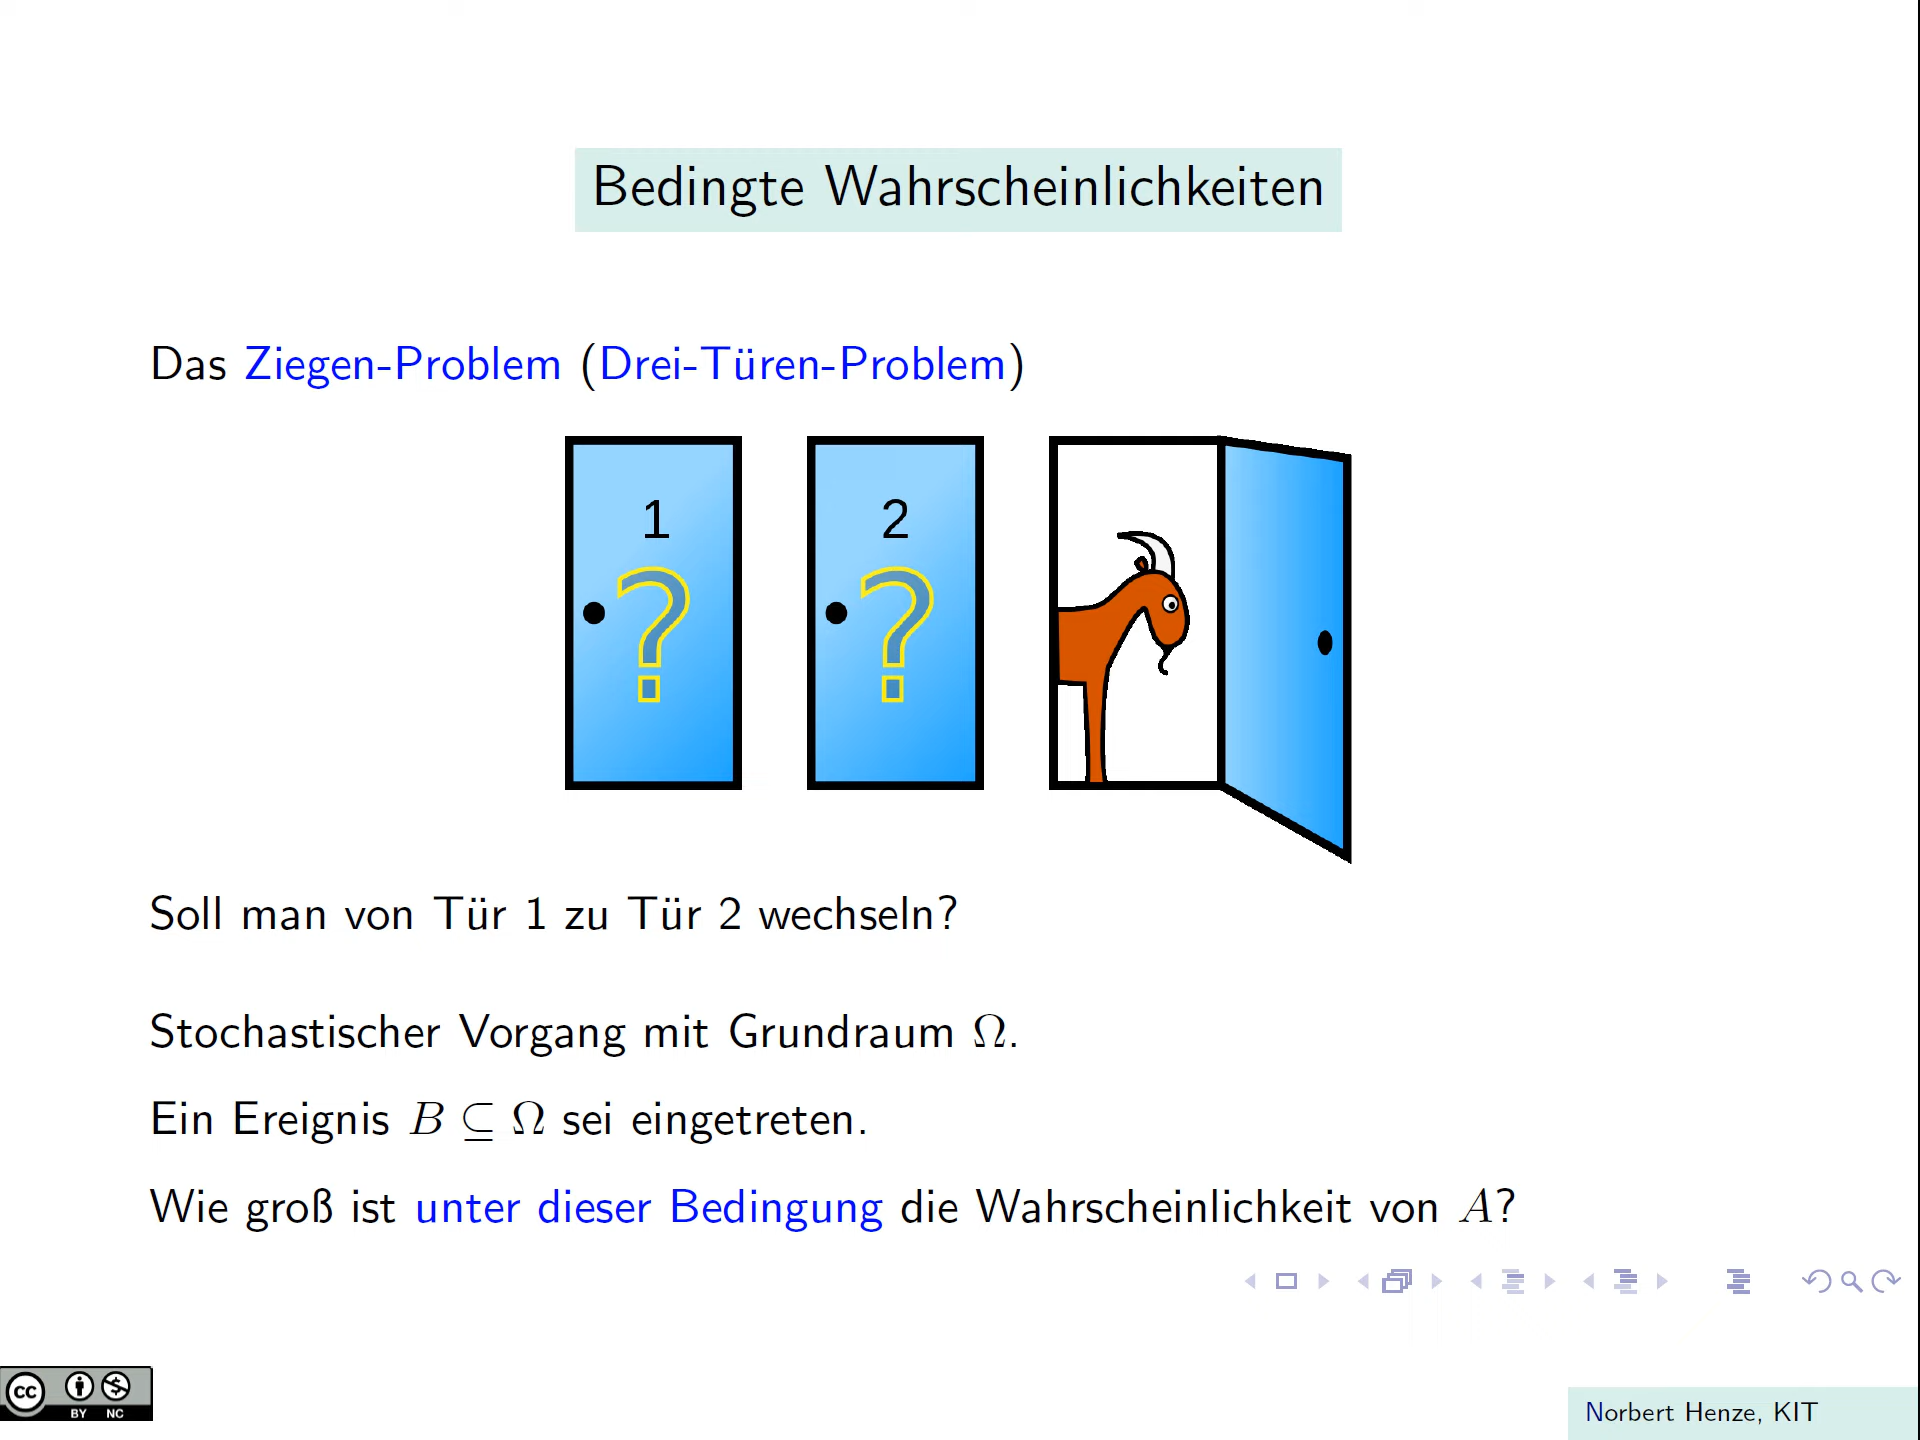 Bedingte Wahrscheinlichkeiten
Das Ziegen-Problem (Drei-Türen-Problem)
1 2
? ?
Soll man von Tür 1 zu Tür 2 wechseln?
Stochastischer Vorgang mit Grundraum Ω.
Ein Ereignis B ⊆ Ω sei eingetreten.
Wie groß ist unter dieser Bedingung die Wahrscheinlichkeit von A?
cc
BY NC
Norbert Henze, KIT